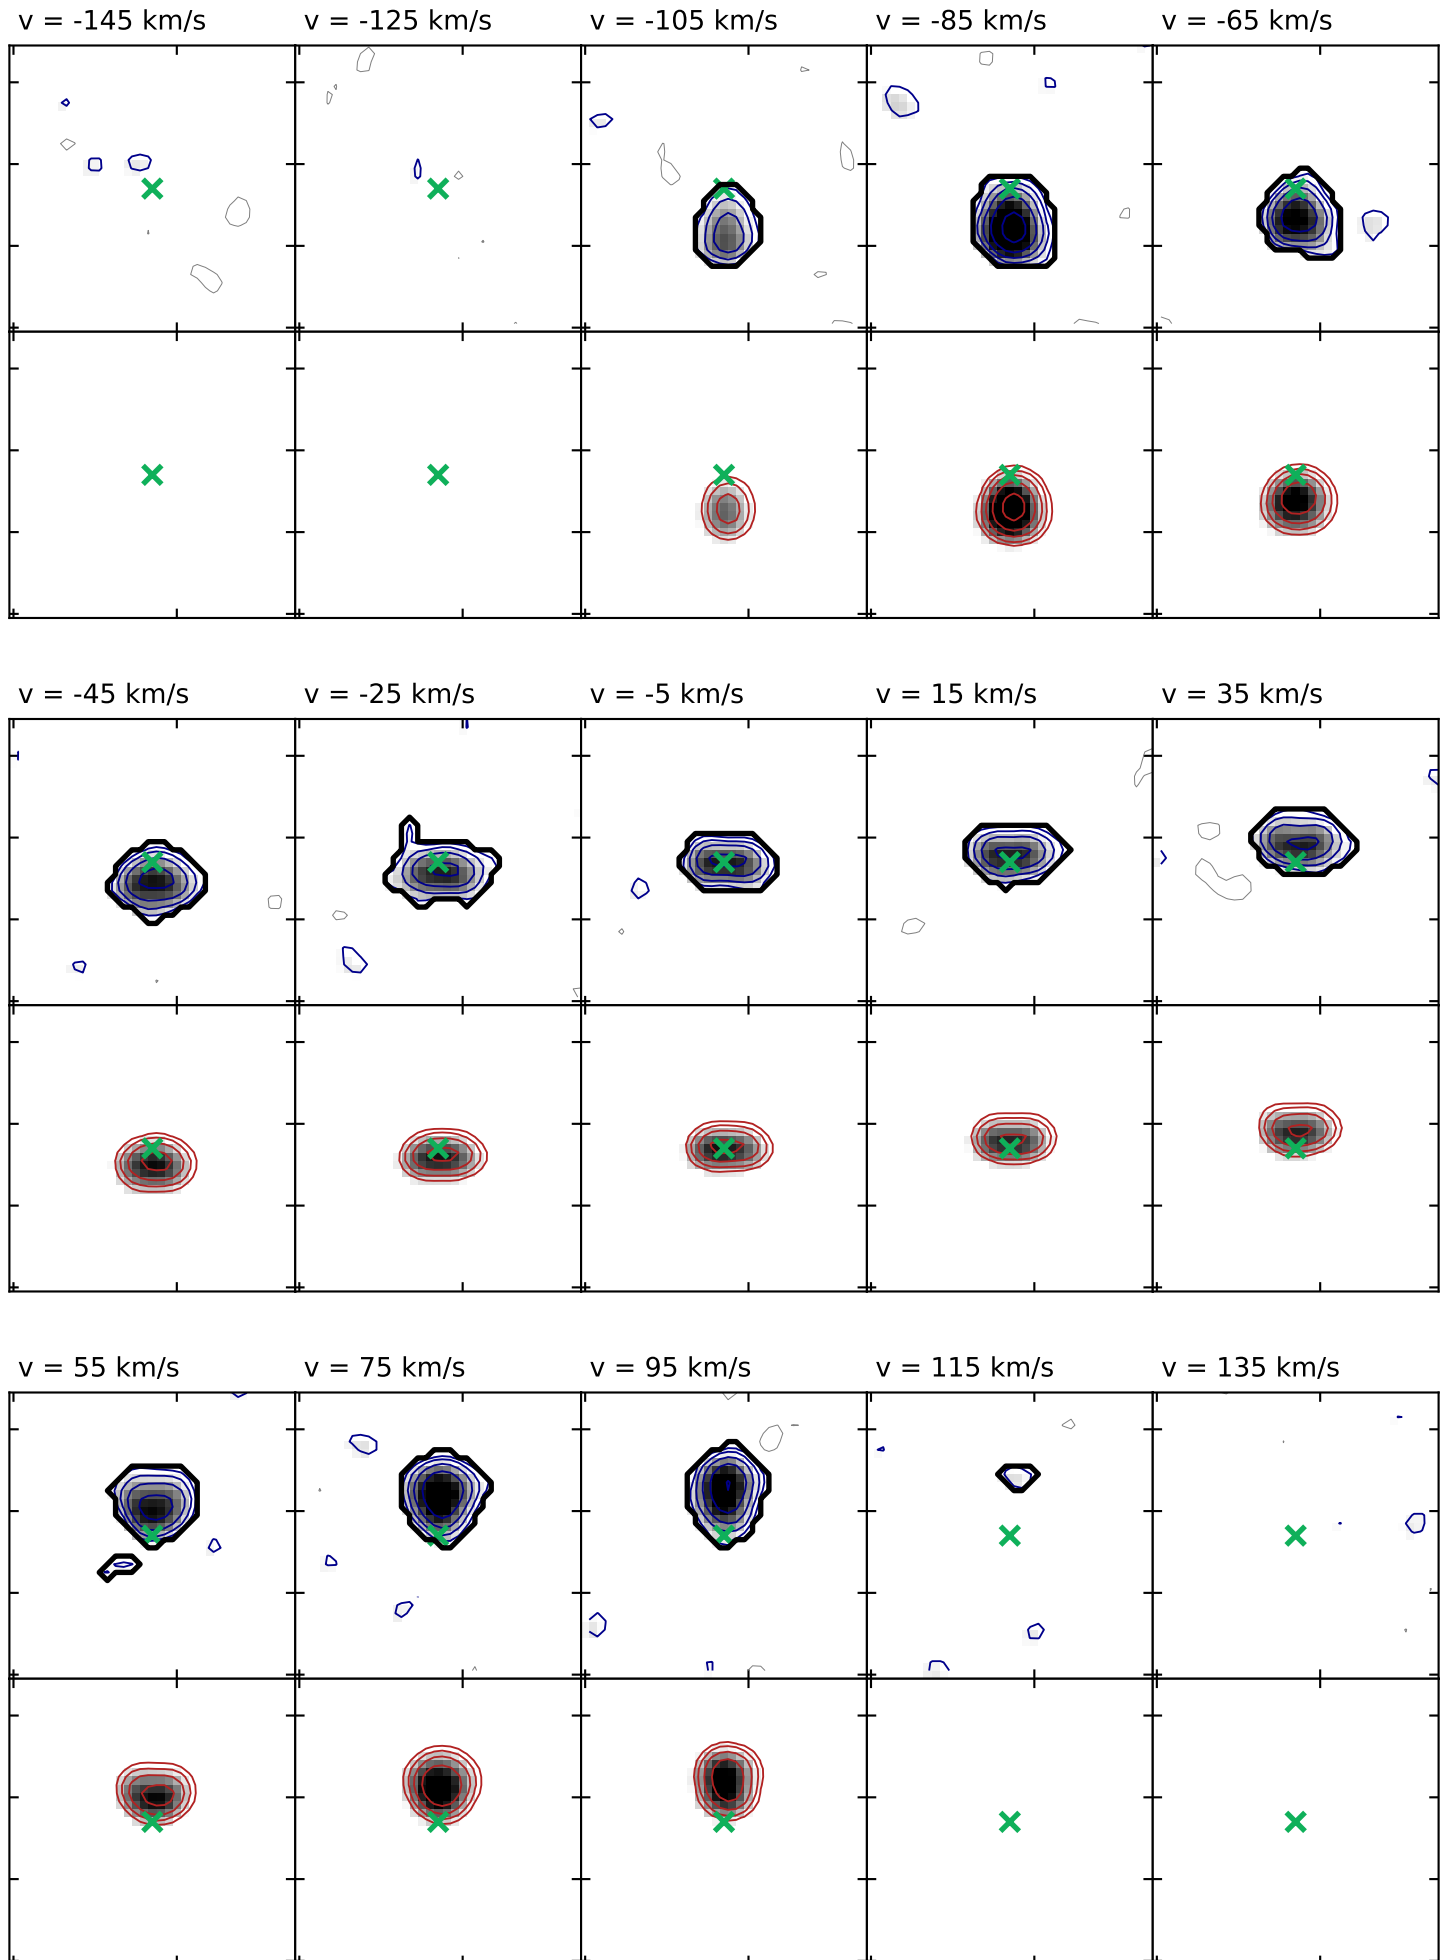 v = -145 km/s v = -125 km/s v = -105 km/s v = -85 km/s v = -65 km/s
v = -45 km/s v = -25 km/s v = -5 km/s v = 15 km/s v = 35 km/s
v = 55 km/s v = 75 km/s v = 95 km/s v = 115 km/s v = 135 km/s